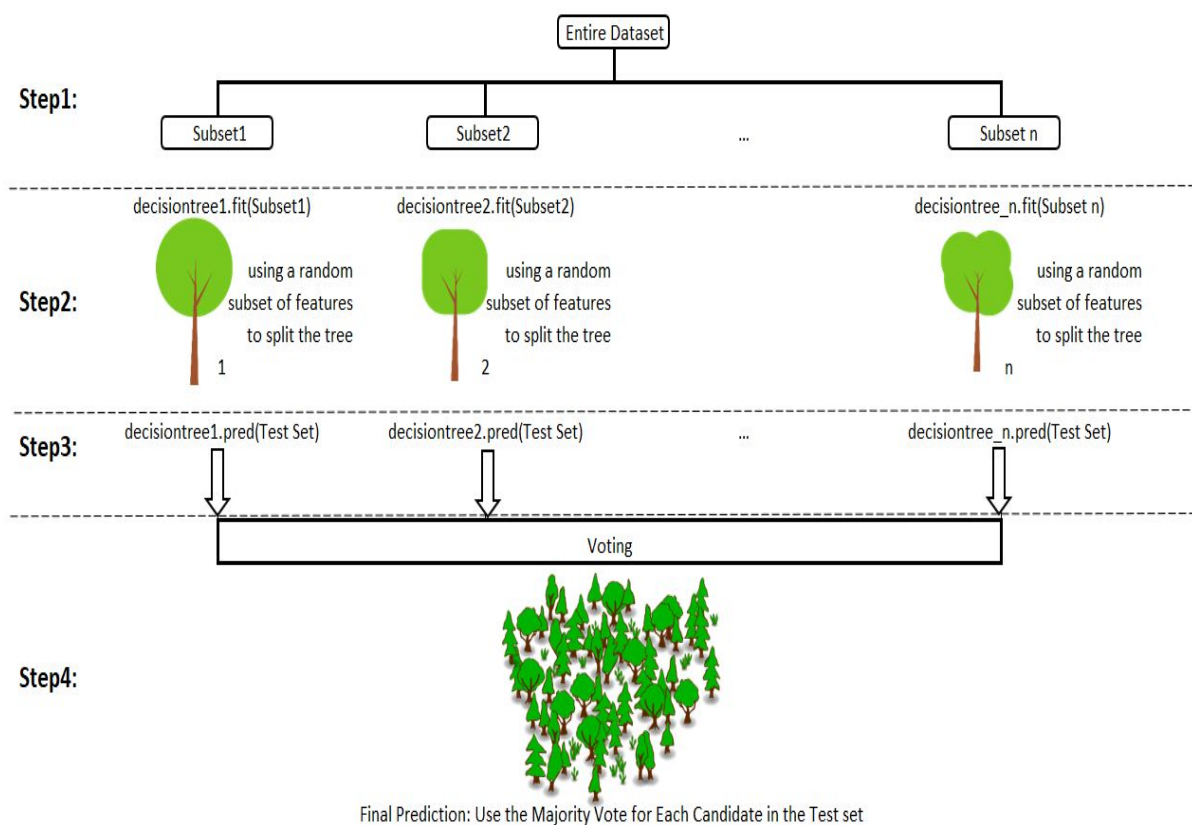 Entire Dataset
Step1:
Subset1
Subset2
...
Subset n
decisiontree1.fit(Subset1)
decisiontree2.fit(Subset2)
decisiontree_n.fit(Subset n)
Step2:
using a random
subset of features
to split the tree
1
using a random
subset of features
to split the tree
2
using a random
subset of features
to split the tree
n
Step3:
decisiontree1.pred(Test Set)
decisiontree2.pred(Test Set)
...
decisiontree_n.pred(Test Set)
Voting
Step4:
Final Prediction: Use the Majority Vote for Each Candidate in the Test set